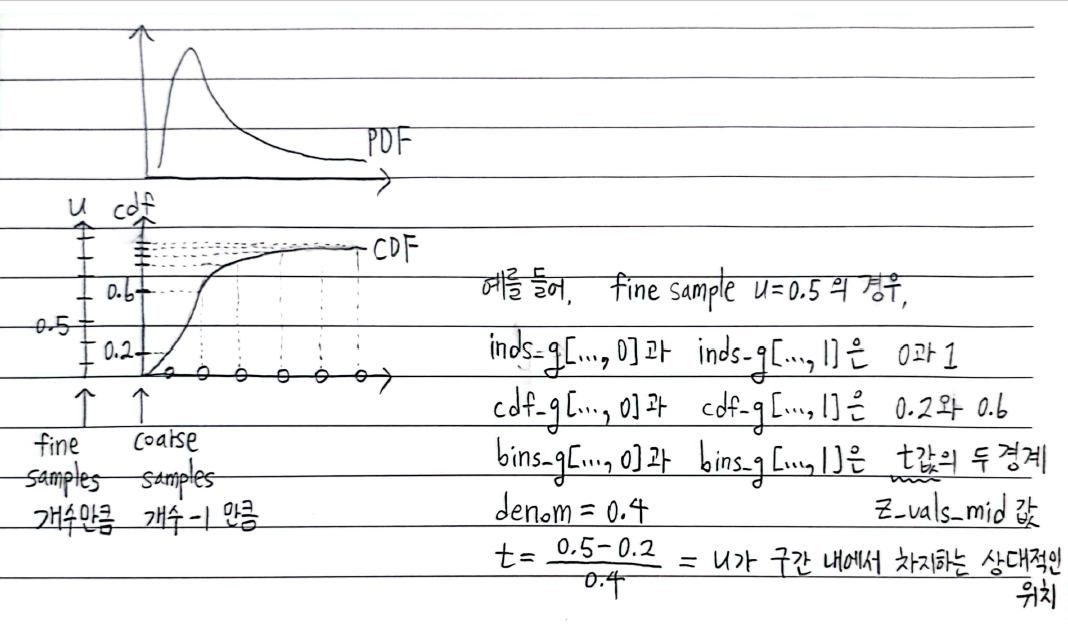 PDF
u cdf
CDF
0.6
0.5
0.2
fine samples 개수만큼
coarse samples 개수-1 만큼
예를 들어, fine sample u=0.5의 경우,
inds_g[..., 0]과 inds_g[..., 1]은 0과 1
cdf_g[..., 0]과 cdf_g[..., 1]은 0.2와 0.6
bins_g[..., 0]과 bins_g[..., 1]은 t값의 두 경계
z_vals_mid 값
denom = 0.4
t = (0.5-0.2)/0.4 = u가 구간 내에서 차지하는 상대적인
위치